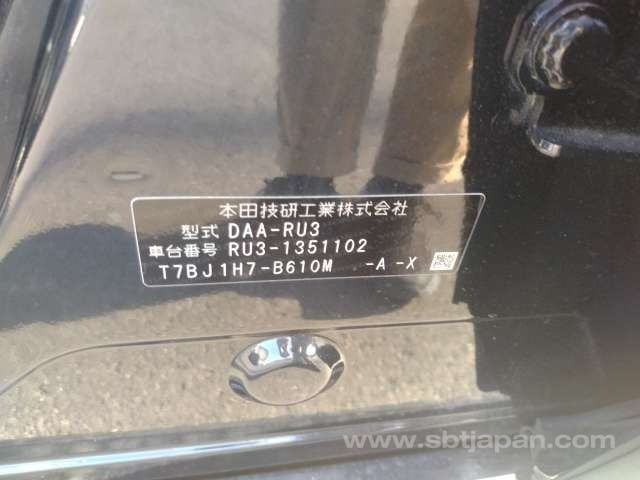 本田技研工業株式会社
型式 DAA-RU3
車台番号 RU3-1351102
T7BJ1H7-B610M -A -X
www.sbtjapan.com